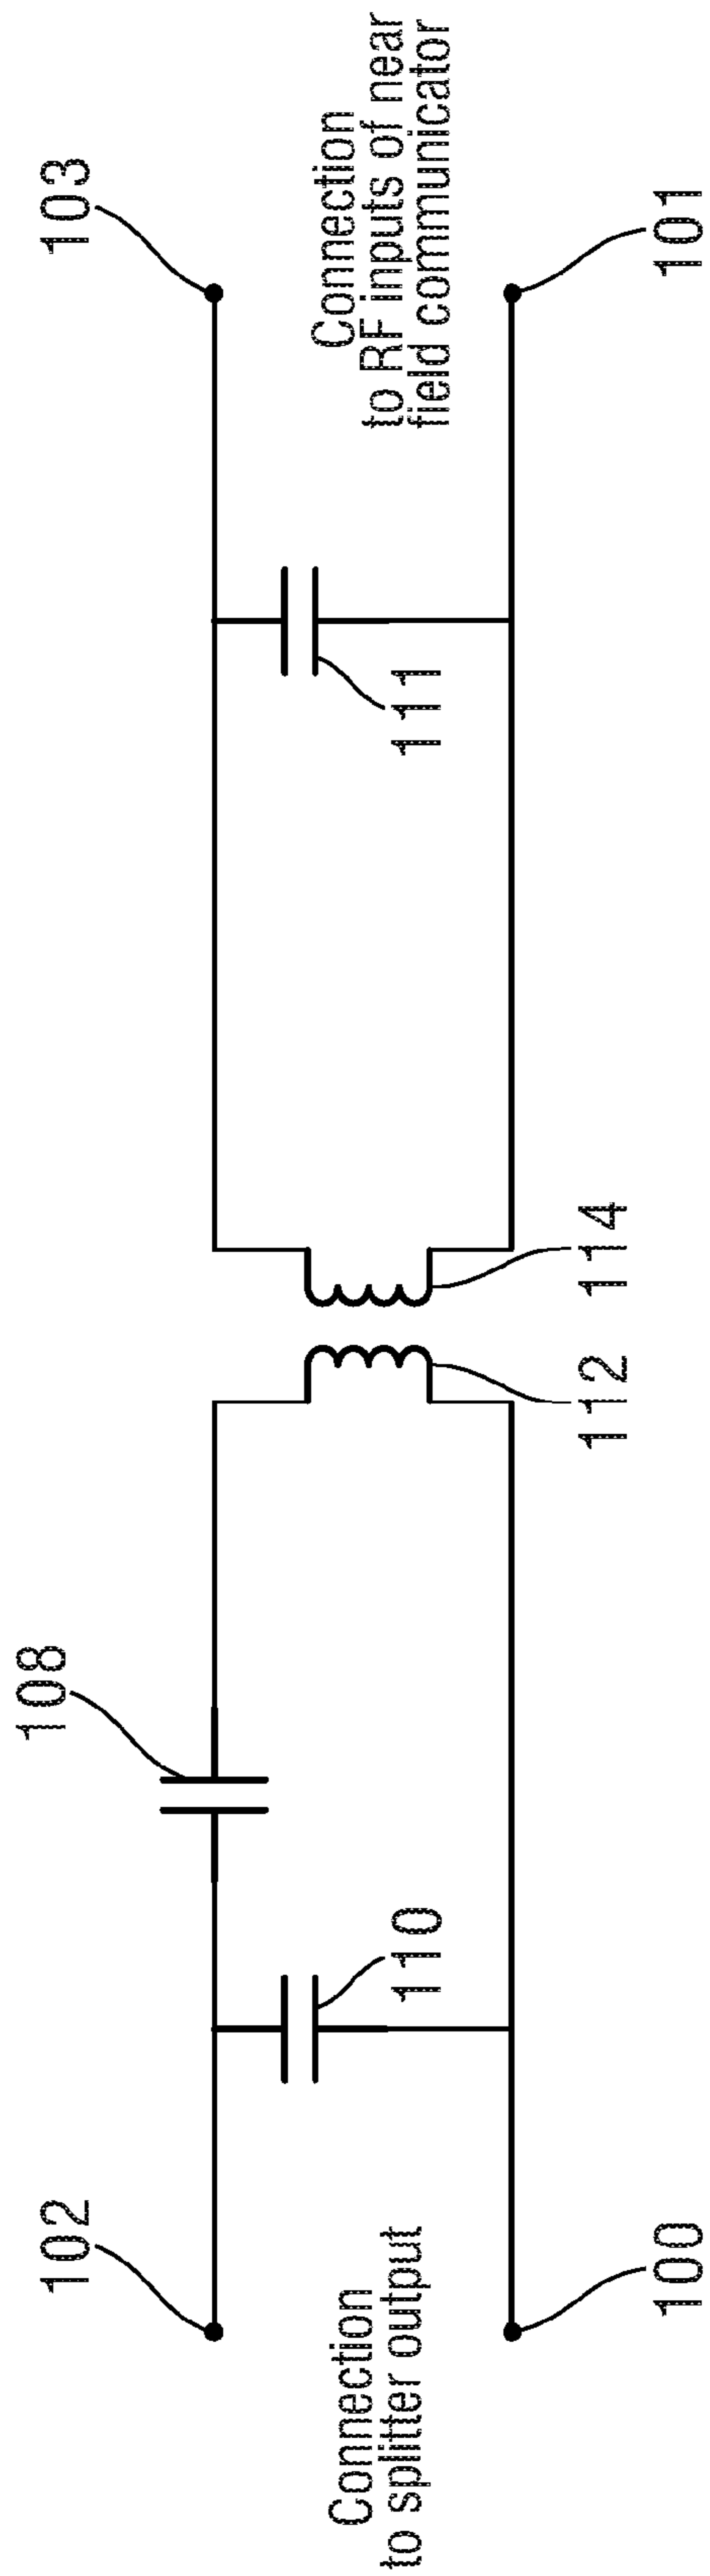 102
Connection
to splitter output
100
110
108
112
114
111
103
Connection
to RF inputs of near
field communicator
101